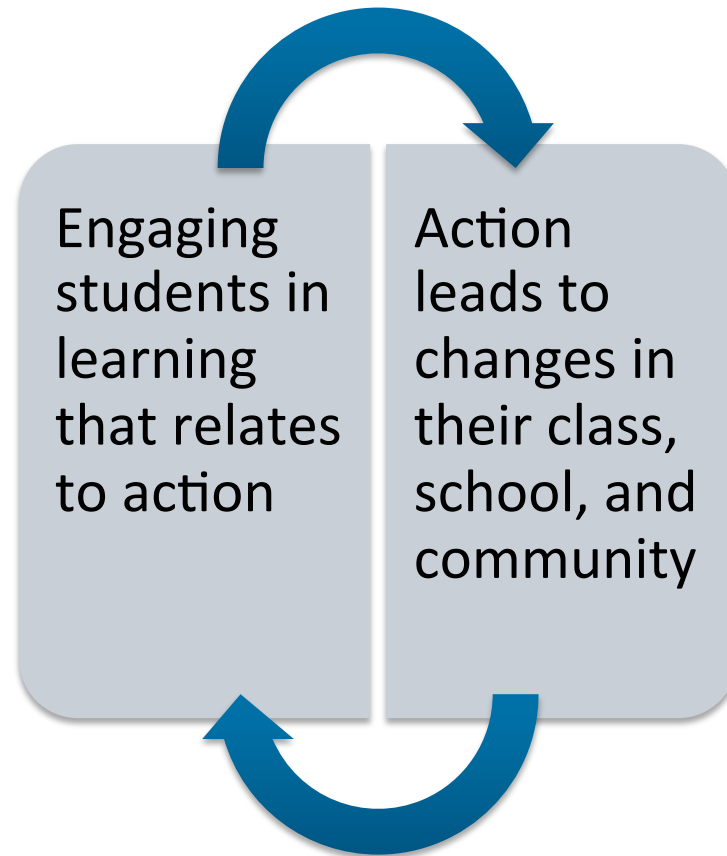 Engaging
students in
learning
that relates
to action
Action
leads to
changes in
their class,
school, and
community